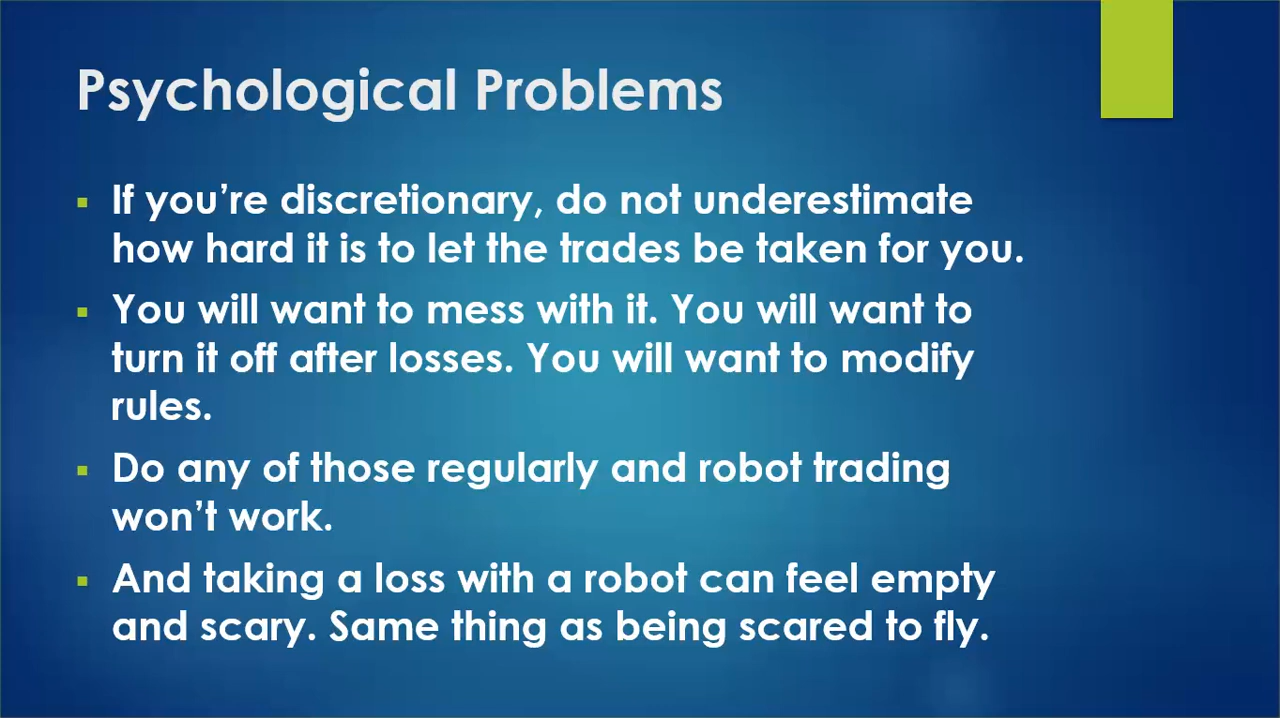 Psychological Problems
If you’re discretionary, do not underestimate
how hard it is to let the trades be taken for you.
You will want to mess with it. You will want to
turn it off after losses. You will want to modify
rules.
Do any of those regularly and robot trading
won’t work.
And taking a loss with a robot can feel empty
and scary. Same thing as being scared to fly.